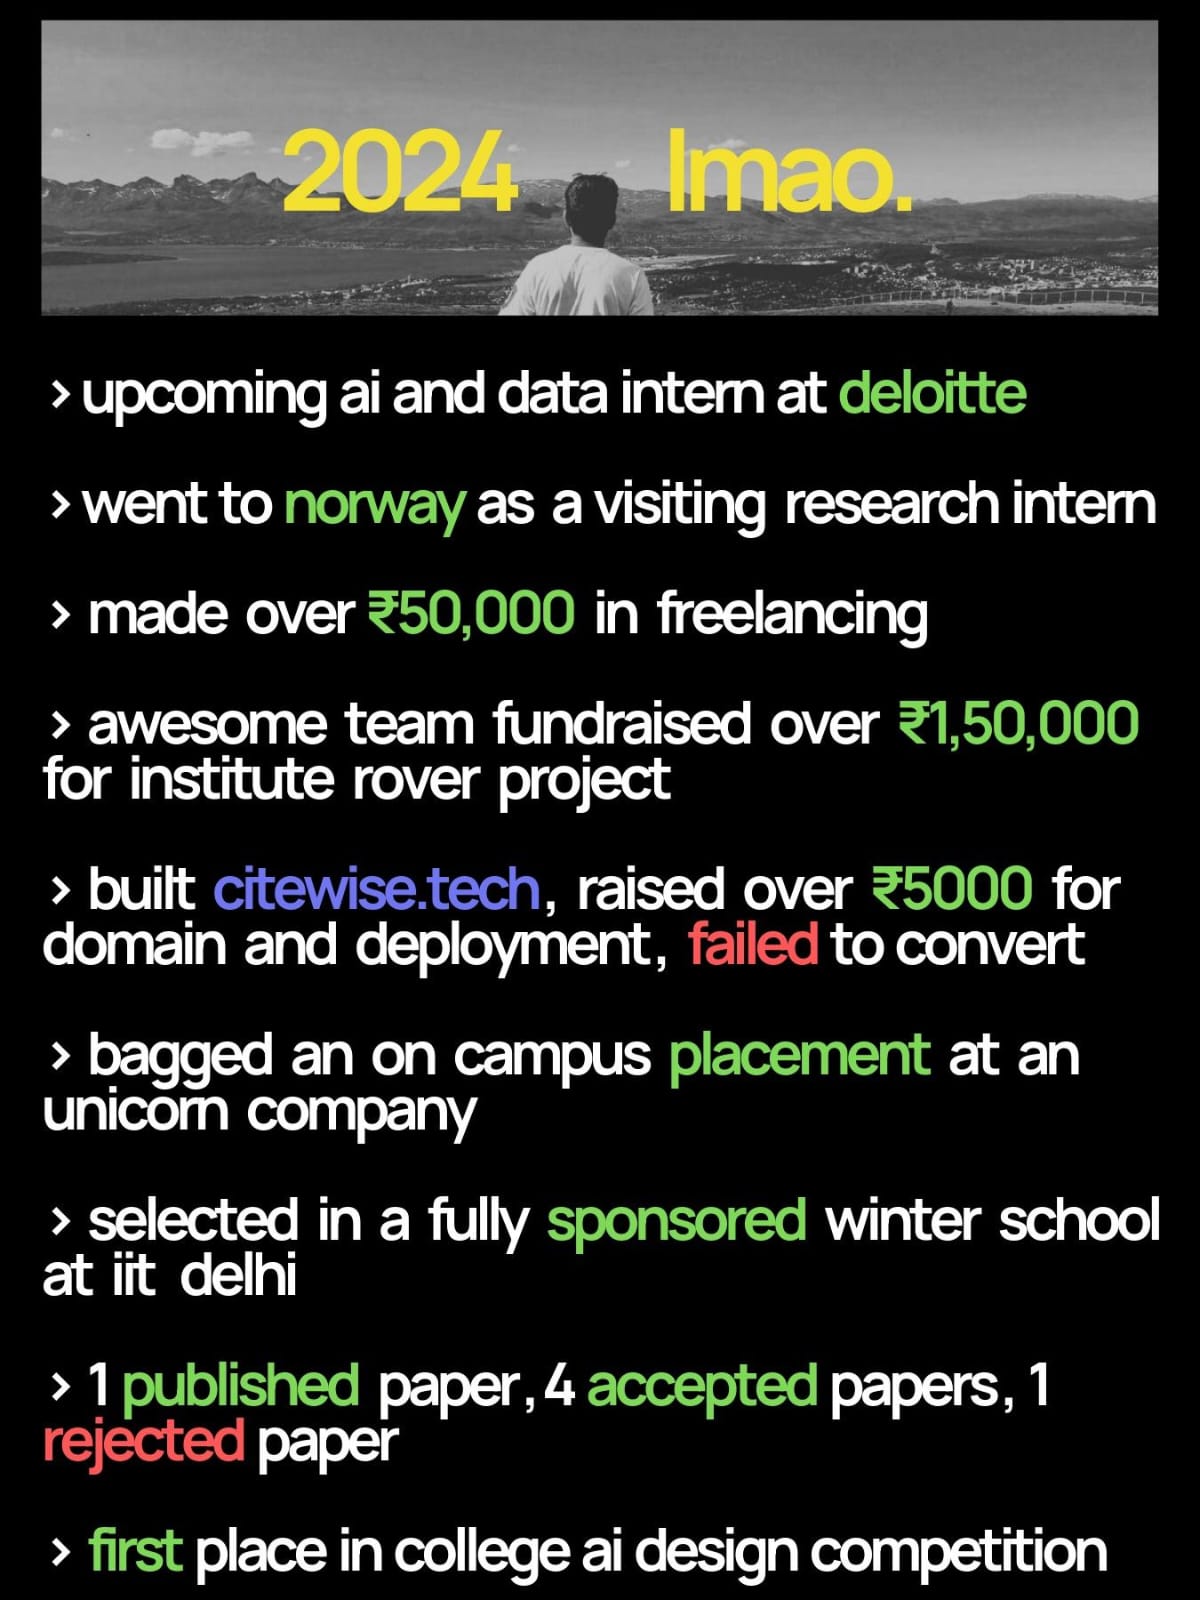 2024 lmao.
> upcoming ai and data intern at deloitte
> went to norway as a visiting research intern
> made over ₹50,000 in freelancing
> awesome team fundraised over ₹1,50,000
for institute rover project
> built citewise.tech, raised over ₹5000 for
domain and deployment, failed to convert
> bagged an on campus placement at an
unicorn company
> selected in a fully sponsored winter school
at iit delhi
> 1 published paper, 4 accepted papers, 1
rejected paper
> first place in college ai design competition